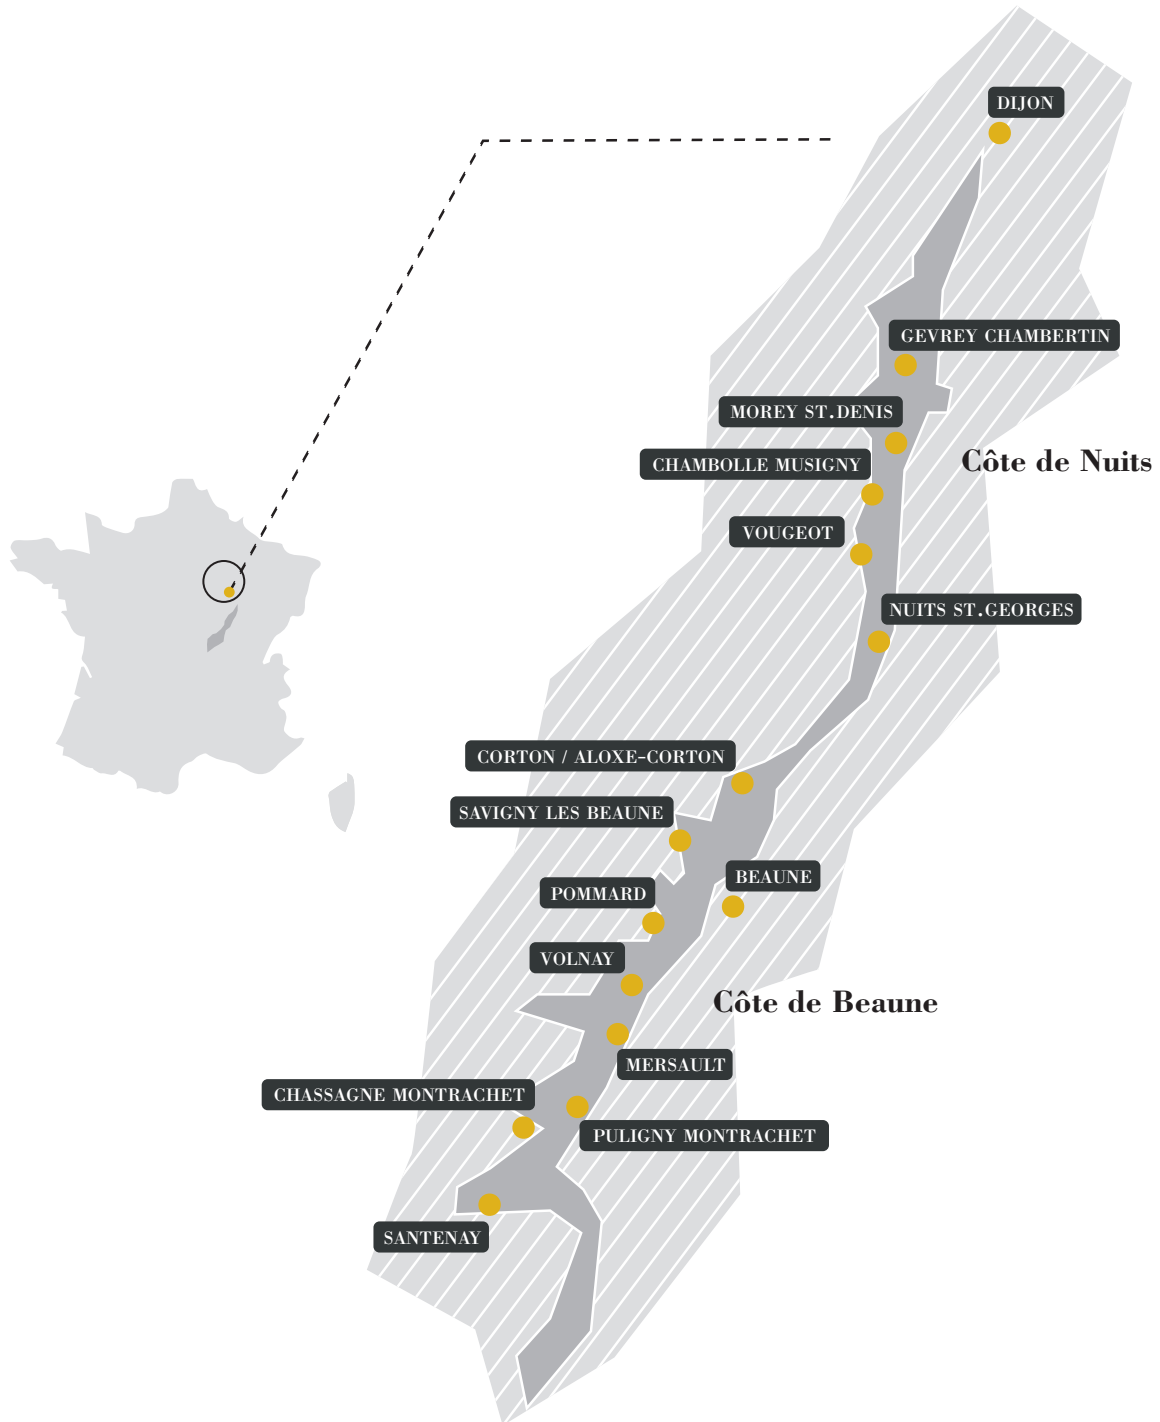 DIJON
GEVREY CHAMBERTIN
MOREY ST.DENIS
Côte de Nuits
CHAMBOLLE MUSIGNY
VOUGEOT
NUITS ST.GEORGES
CORTON / ALOXE-CORTON
SAVIGNY LES BEAUNE
BEAUNE
POMMARD
VOLNAY
Côte de Beaune
MERSAULT
CHASSAGNE MONTRACHET
PULIGNY MONTRACHET
SANTENAY